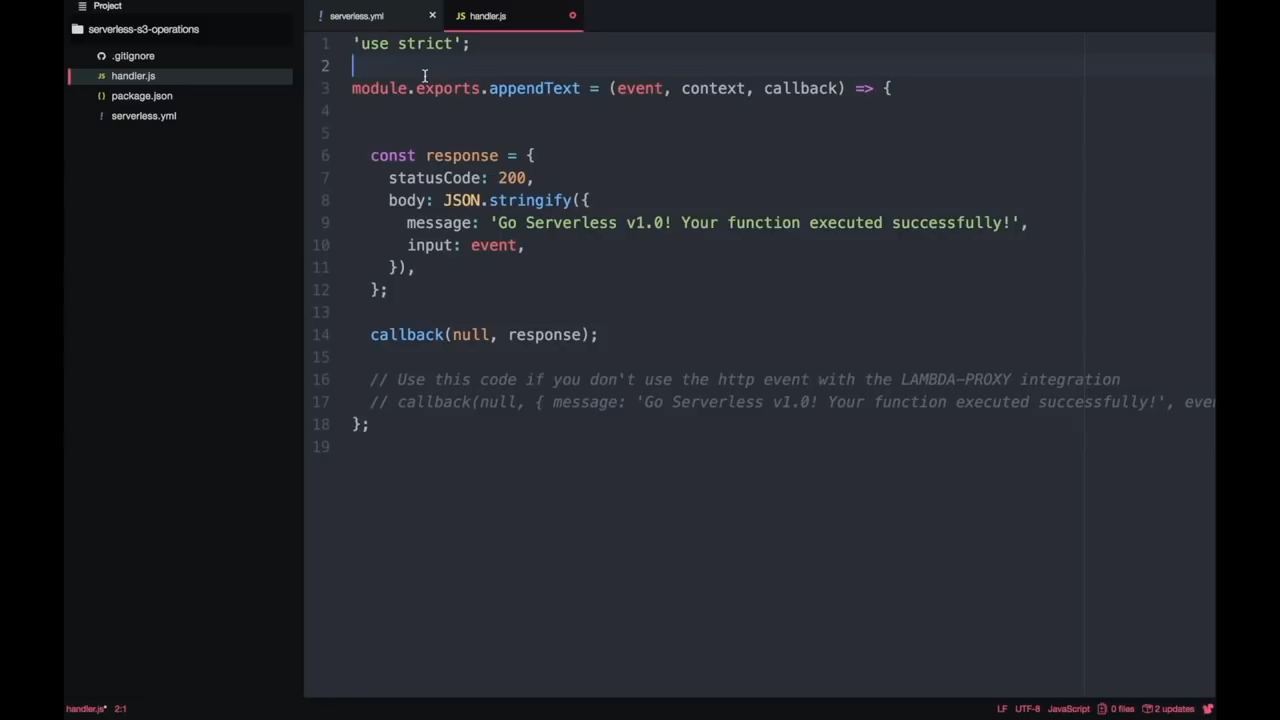 Project
serverless-s3-operations
.gitignore
handler.js
package.json
serverless.yml
serverless.yml
handler.js
1 'use strict';
2
3 module.exports.appendText = (event, context, callback) => {
4
5
6 const response = {
7 statusCode: 200,
8 body: JSON.stringify({
9 message: 'Go Serverless v1.0! Your function executed successfully!',
10 input: event,
11 }),
12 };
13
14 callback(null, response);
15
16 // Use this code if you don't use the http event with the LAMBDA-PROXY integration
17 // callback(null, { message: 'Go Serverless v1.0! Your function executed successfully!', even
18 };
19
handler.js* 2:1
LF UTF-8 JavaScript 0 files 2 updates